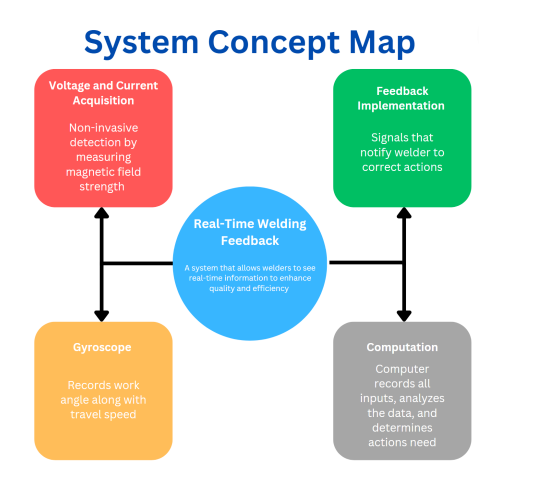 System Concept Map
Voltage and Current
Acquisition
Non-invasive
detection by
measuring
magnetic field
strength
Feedback
Implementation
Signals that
notify welder to
correct actions
Real-Time Welding
Feedback
A system that allows welders to see
real-time information to enhance
quality and efficiency
Gyroscope
Records work
angle along with
travel speed
Computation
Computer
records all
inputs, analyzes
the data, and
determines
actions need